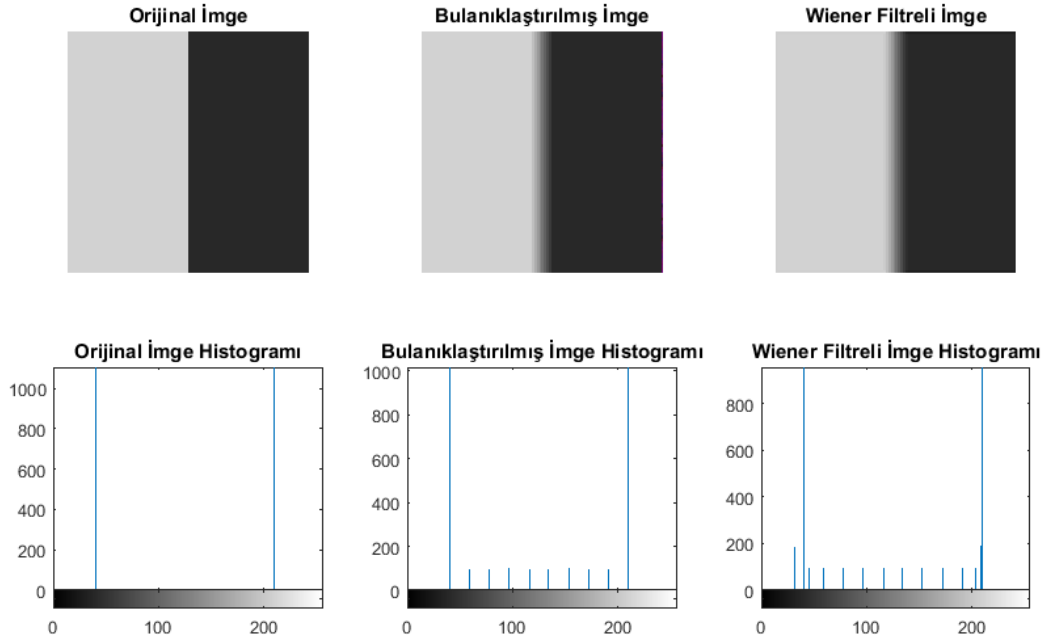 Orijinal İmge
Bulanıklaştırılmış İmge
Wiener Filtreli İmge
Orijinal İmge Histogramı
1000
800
600
400
200
0
0 100 200
Bulanıklaştırılmış İmge Histogramı
1000
800
600
400
200
0
0 100 200
Wiener Filtreli İmge Histogramı
800
600
400
200
0
0 100 200